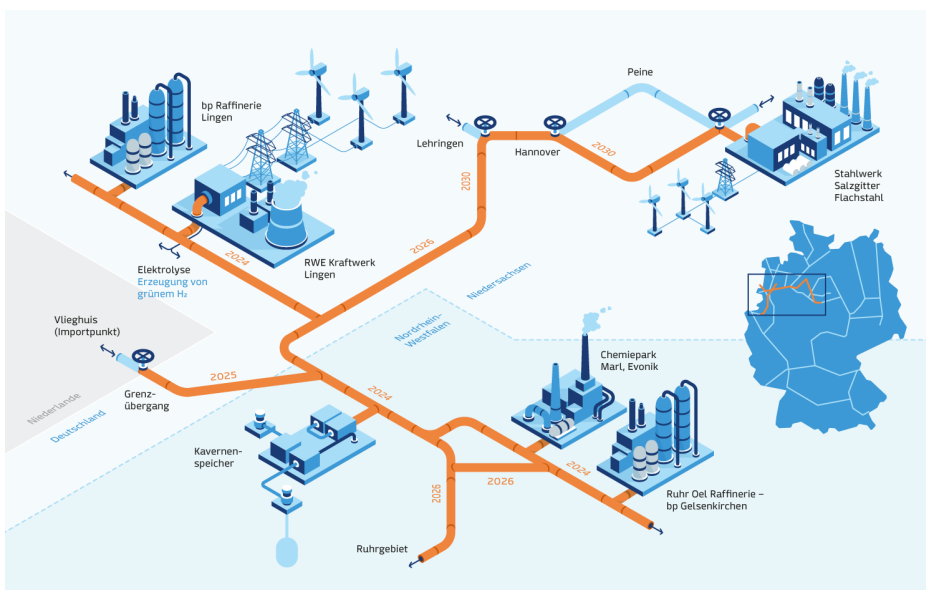 Peine
bp Raffinerie
Lingen
Lehringen
Hannover
2030
2030
Stahlwerk
Salzgitter
Flachstahl
2024
2026
RWE Kraftwerk
Lingen
Elektrolyse
Erzeugung von
grünem H₂
Niedersachsen
Nordrhein-
Westfalen
Vlieghuis
(Importpunkt)
2025
Grenz-
übergang
Niederlande
Deutschland
2024
Chemiepark
Marl, Evonik
Kavernen-
speicher
2024
2026
2026
Ruhr Oel Raffinerie –
bp Gelsenkirchen
Ruhrgebiet